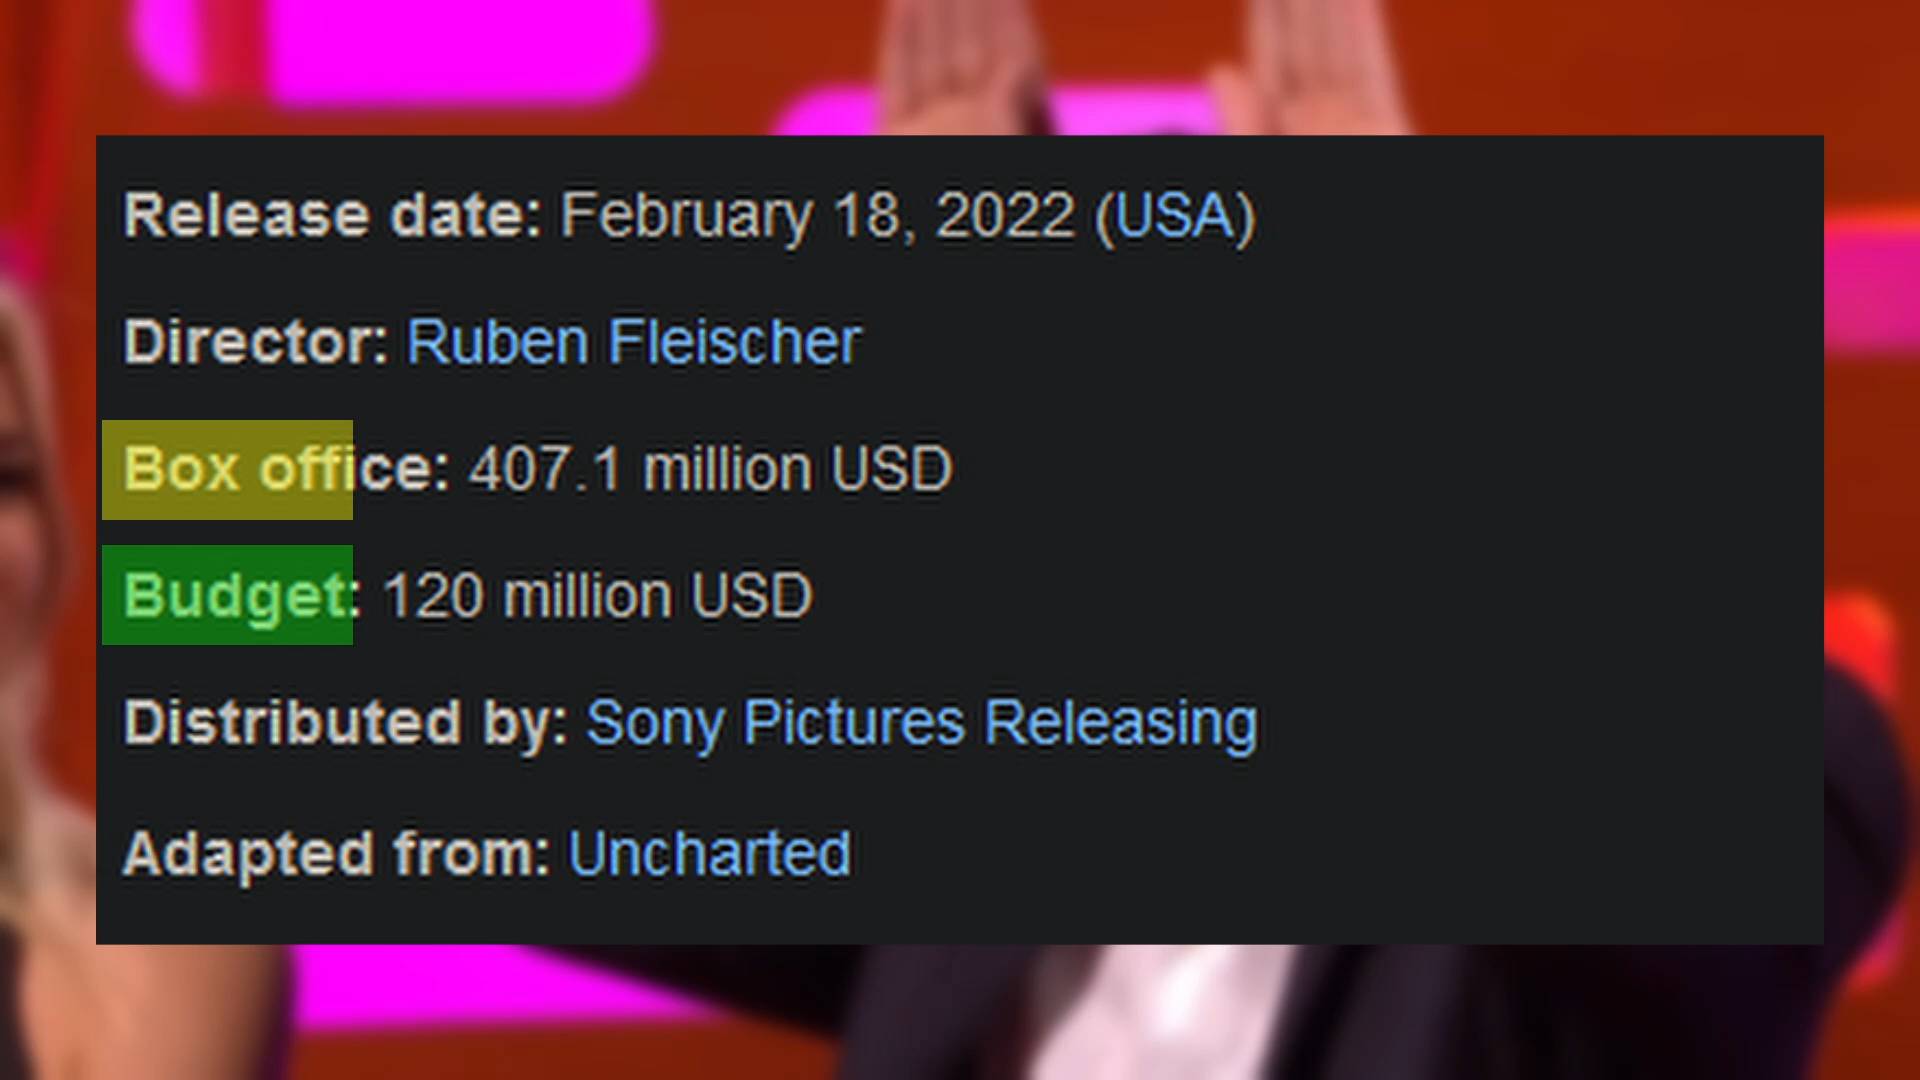 Release date: February 18, 2022 (USA)
Director: Ruben Fleischer
Box office: 407.1 million USD
Budget: 120 million USD
Distributed by: Sony Pictures Releasing
Adapted from: Uncharted